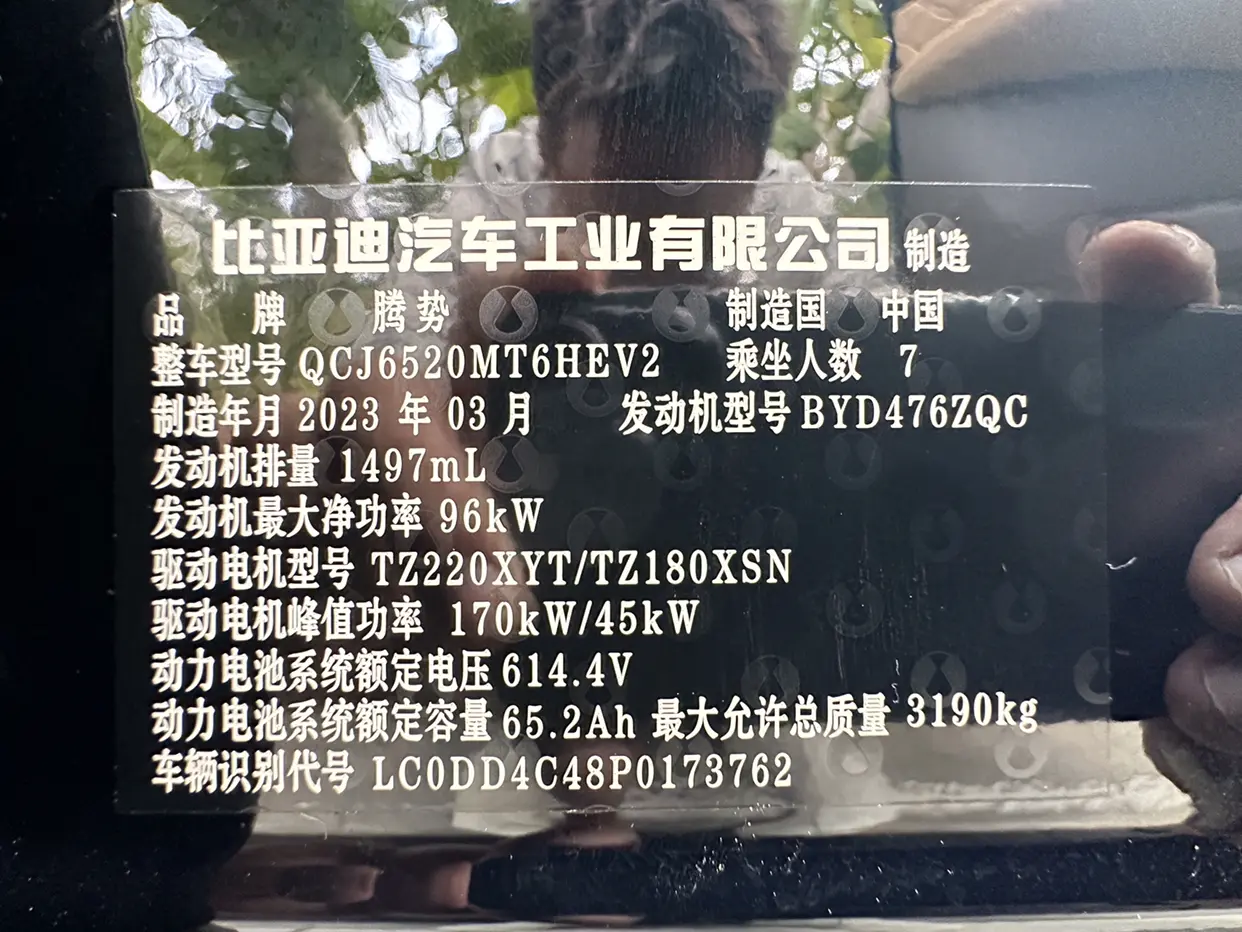 比亚迪汽车工业有限公司 制造
品 牌 腾势 制造国 中国
整车型号 QCJ6520MT6HEV2 乘坐人数 7
制造年月 2023 年 03 月 发动机型号 BYD476ZQC
发动机排量 1497mL
发动机最大净功率 96kW
驱动电机型号 TZ220XYT/TZ180XSN
驱动电机峰值功率 170kW/45kW
动力电池系统额定电压 614.4V
动力电池系统额定容量 65.2Ah 最大允许总质量 3190kg
车辆识别代号 LC0DD4C48P0173762